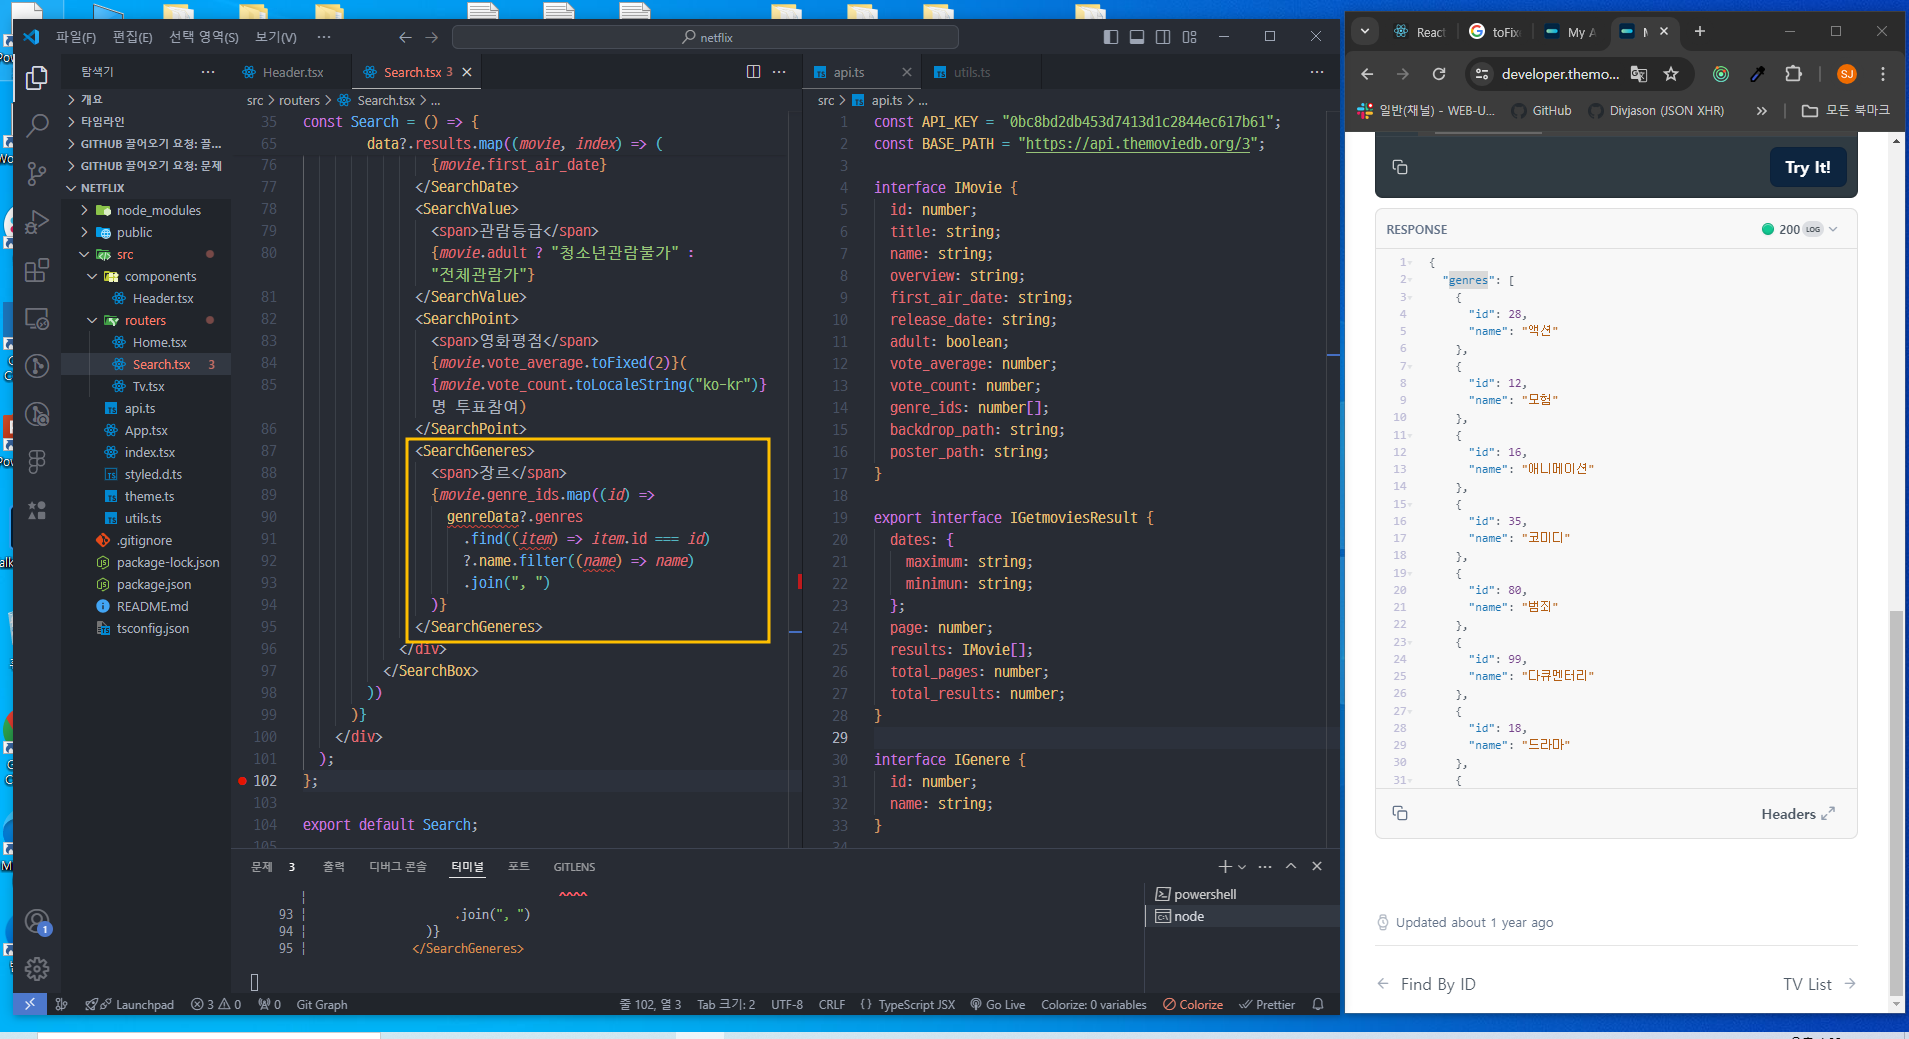 파일(F) 편집(E) 선택 영역(S) 보기(V) ···
netflix
탐색기
개요
타임라인
GITHUB 끌어오기 요청: 끌...
GITHUB 끌어오기 요청: 문제
NETFLIX
node_modules
public
src
components
Header.tsx
routers
Home.tsx
Search.tsx 3
Tv.tsx
api.ts
App.tsx
index.tsx
styled.d.ts
theme.ts
utils.ts
.gitignore
package-lock.json
package.json
README.md
tsconfig.json
Header.tsx Search.tsx 3
src > routers > Search.tsx > ...
35 const Search = () => {
65 data?.results.map((movie, index) => (
76 {movie.first_air_date}
77 </SearchDate>
78 <SearchValue>
79 <span>관람등급</span>
80 {movie.adult ? "청소년관람불가" :
"전체관람가"}
81 </SearchValue>
82 <SearchPoint>
83 <span>영화평점</span>
84 {movie.vote_average.toFixed(2)}(
85 {movie.vote_count.toLocaleString("ko-kr")}
명 투표참여)
86 </SearchPoint>
87 <SearchGeneres>
88 <span>장르</span>
89 {movie.genre_ids.map((id) =>
90 genreData?.genres
91 .find((item) => item.id === id)
92 ?.name.filter((name) => name)
93 .join(", ")
94 )}
95 </SearchGeneres>
96 </div>
97 </SearchBox>
98 ))
99 )}
100 </div>
101 );
102 };
103
104 export default Search;
105
api.ts utils.ts
src > api.ts > ...
1 const API_KEY = "0bc8bd2db453d7413d1c2844ec617b61";
2 const BASE_PATH = "https://api.themoviedb.org/3";
3
4 interface IMovie {
5 id: number;
6 title: string;
7 name: string;
8 overview: string;
9 first_air_date: string;
10 release_date: string;
11 adult: boolean;
12 vote_average: number;
13 vote_count: number;
14 genre_ids: number[];
15 backdrop_path: string;
16 poster_path: string;
17 }
18
19 export interface IGetmoviesResult {
20 dates: {
21 maximum: string;
22 minimun: string;
23 };
24 page: number;
25 results: IMovie[];
26 total_pages: number;
27 total_results: number;
28 }
29
30 interface IGenere {
31 id: number;
32 name: string;
33 }
34
문제 3 출력 디버그 콘솔 터미널 포트 GITLENS
^^^^
93 ¦ .join(", ")
94 ¦ )}
95 ¦ </SearchGeneres>
powershell
node
1
Launchpad 3 0 0 Git Graph 줄 102, 열 3 Tab 크기: 2 UTF-8 CRLF {} TypeScript JSX Go Live Colorize: 0 variables Colorize Prettier
React toFix My A M
developer.themo... SJ
일반(채널) - WEB-U... GitHub Divjason (JSON XHR) » 모든 북마크
Try It!
RESPONSE 200 LOG
1 {
2 "genres": [
3 {
4 "id": 28,
5 "name": "액션"
6 },
7 {
8 "id": 12,
9 "name": "모험"
10 },
11 {
12 "id": 16,
13 "name": "애니메이션"
14 },
15 {
16 "id": 35,
17 "name": "코미디"
18 },
19 {
20 "id": 80,
21 "name": "범죄"
22 },
23 {
24 "id": 99,
25 "name": "다큐멘터리"
26 },
27 {
28 "id": 18,
29 "name": "드라마"
30 },
31 {
Headers
Updated about 1 year ago
← Find By ID TV List →